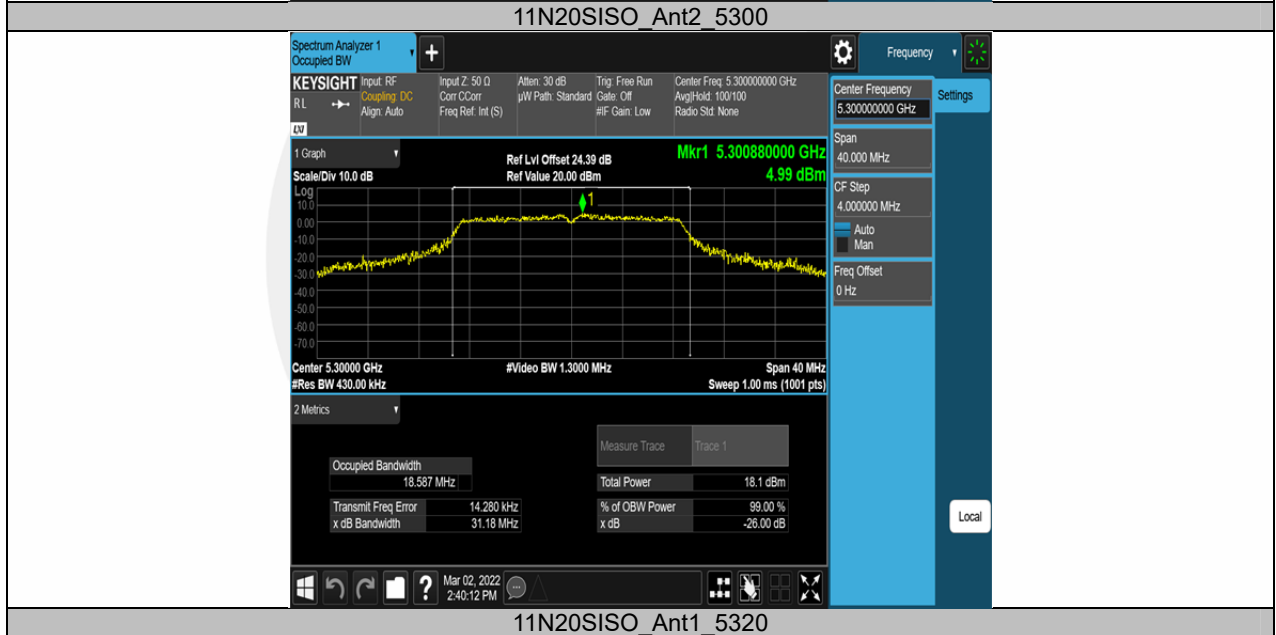 11N20SISO_Ant2_5300
Spectrum Analyzer 1
Occupied BW
+
Frequency
KEYSIGHT
Input: RF
Input Z: 50 Ω
Atten: 30 dB
Trig: Free Run
Center Freq: 5.300000000 GHz
RL
Coupling: DC
Corr CCorr
µW Path: Standard
Gate: Off
Avg|Hold: 100/100
Align: Auto
Freq Ref: Int (S)
#IF Gain: Low
Radio Std: None
LXI
Center Frequency
5.300000000 GHz
Settings
Span
40.000 MHz
CF Step
4.000000 MHz
Auto
Man
Freq Offset
0 Hz
1 Graph
Ref Lvl Offset 24.39 dB
Mkr1 5.300880000 GHz
Scale/Div 10.0 dB
Ref Value 20.00 dBm
4.99 dBm
Log
1
10.0
0.00
-10.0
-20.0
-30.0
-40.0
-50.0
-60.0
-70.0
Center 5.30000 GHz
#Video BW 1.3000 MHz
Span 40 MHz
#Res BW 430.00 kHz
Sweep 1.00 ms (1001 pts)
2 Metrics
Measure Trace
Trace 1
Occupied Bandwidth
18.587 MHz
Total Power
18.1 dBm
Transmit Freq Error
14.280 kHz
% of OBW Power
99.00 %
x dB Bandwidth
31.18 MHz
x dB
-26.00 dB
Local
?
Mar 02, 2022
2:40:12 PM
11N20SISO_Ant1_5320